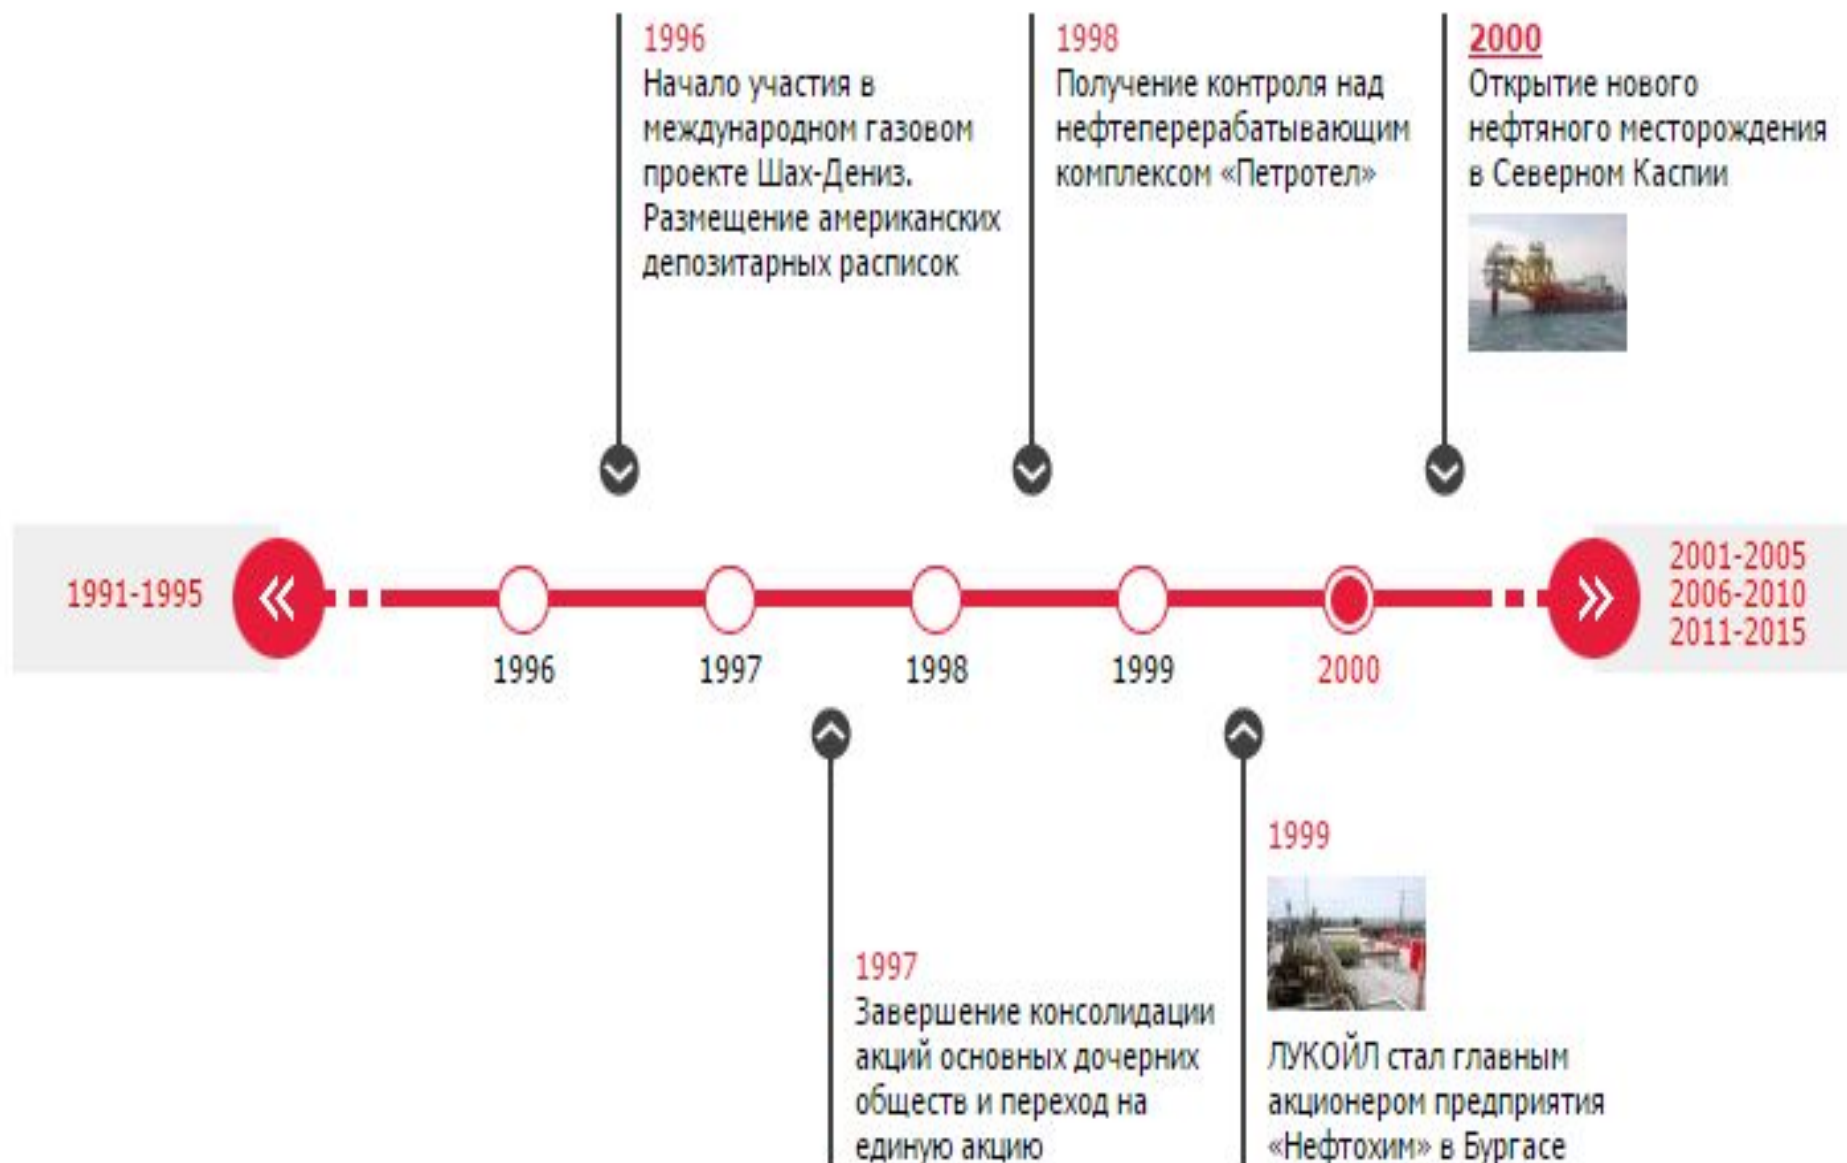 1996
Начало участия в
международном газовом
проекте Шах-Дениз.
Размещение американских
депозитарных расписок
1998
Получение контроля над
нефтеперерабатывающим
комплексом «Петротел»
2000
Открытие нового
нефтяного месторождения
в Северном Каспии
1991-1995
2001-2005
2006-2010
2011-2015
1996
1997
1998
1999
2000
1997
Завершение консолидации
акций основных дочерних
обществ и переход на
единую акцию
1999
ЛУКОЙЛ стал главным
акционером предприятия
«Нефтохим» в Бургасе